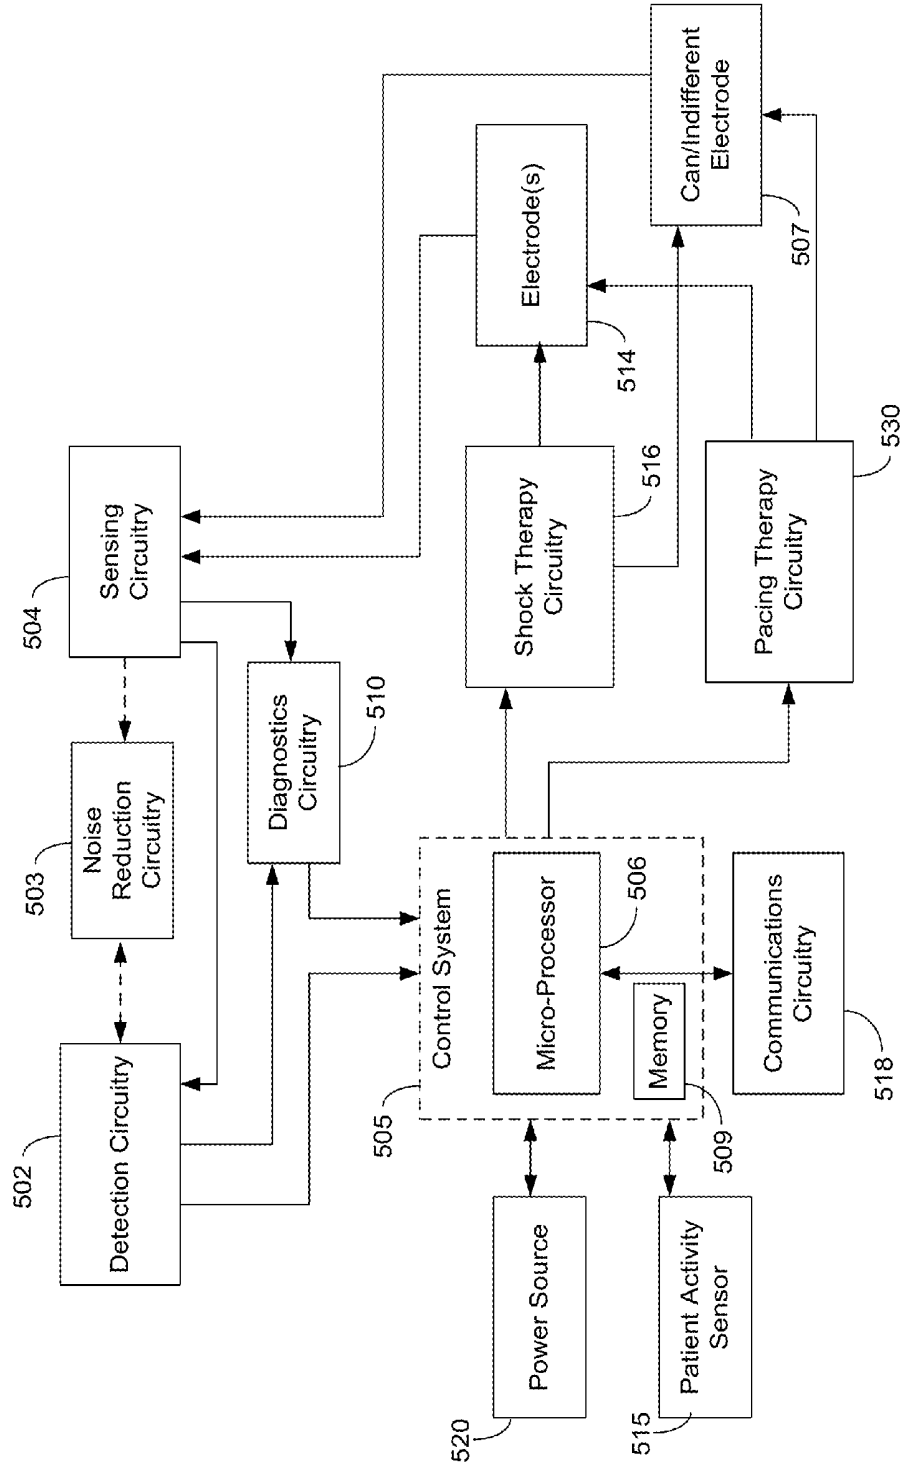 502
Detection Circuitry
503
Noise
Reduction
Circuitry
504
Sensing
Circuitry
Diagnostics
Circuitry
510
505
Control System
Micro-Processor
506
Memory
509
520
Power Source
515
Patient Activity
Sensor
Communications
Circuitry
518
Shock Therapy
Circuitry
516
Electrode(s)
514
Pacing Therapy
Circuitry
530
Can/Indifferent
Electrode
507